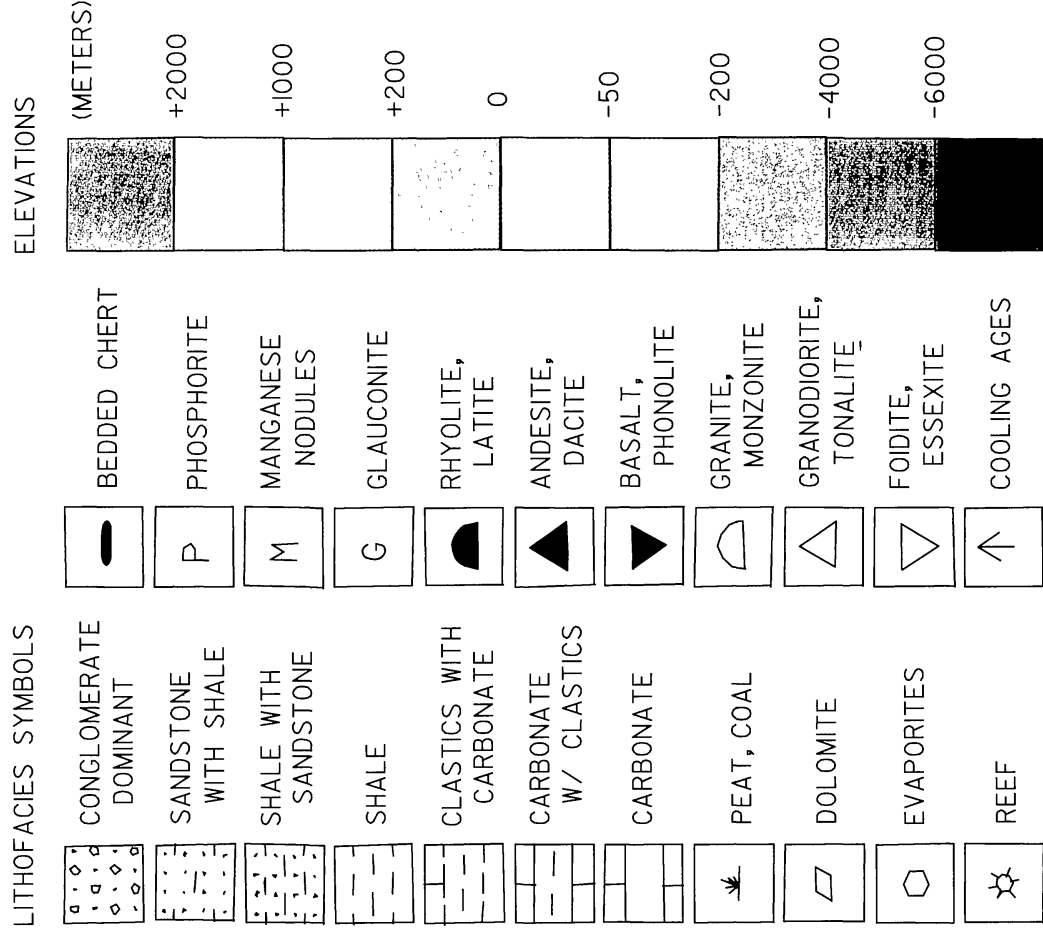 LITHOFACIES SYMBOLS
CONGLOMERATE
DOMINANT
SANDSTONE
WITH SHALE
SHALE WITH
SANDSTONE
SHALE
CLASTICS WITH
CARBONATE
CARBONATE
W/ CLASTICS
CARBONATE
PEAT, COAL
DOLOMITE
EVAPORITES
REEF
BEDDED CHERT
P PHOSPHORITE
M MANGANESE
NODULES
G GLAUCONITE
RHYOLITE,
LATITE
ANDESITE,
DACITE
BASALT,
PHONOLITE
GRANITE,
MONZONITE
GRANODIORITE,
TONALITE
FOIDITE,
ESSEXITE
COOLING AGES
ELEVATIONS
(METERS)
+2000
+1000
+200
0
-50
-200
-4000
-6000